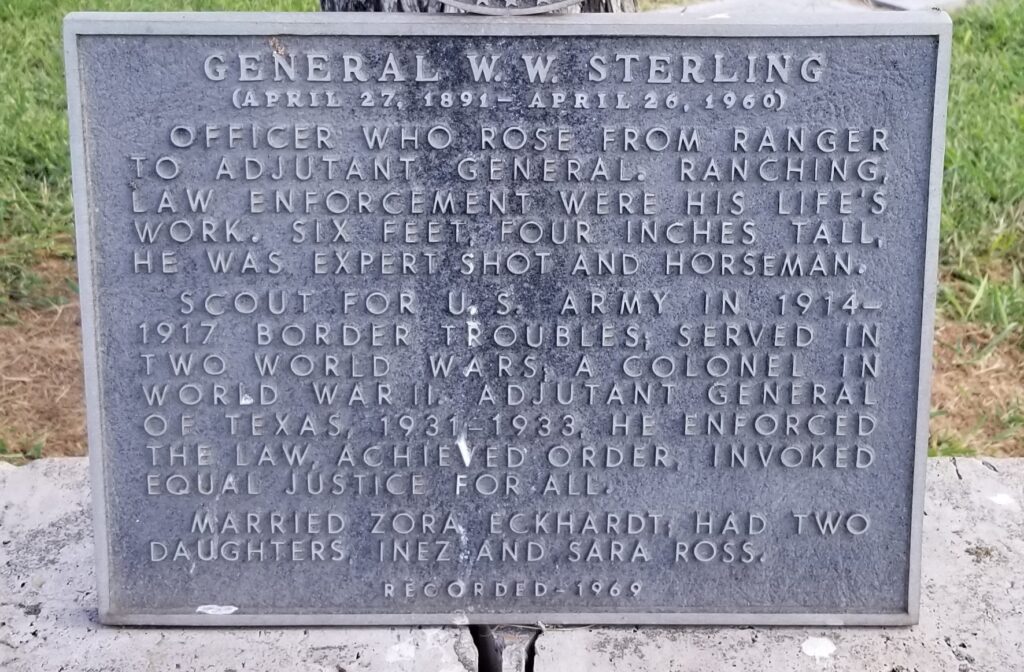 GENERAL W. W. STERLING
(APRIL 27, 1891 – APRIL 26, 1960)
OFFICER WHO ROSE FROM RANGER
TO ADJUTANT GENERAL. RANCHING,
LAW ENFORCEMENT WERE HIS LIFE'S
WORK. SIX FEET, FOUR INCHES TALL,
HE WAS EXPERT SHOT AND HORSEMAN.
SCOUT FOR U. S. ARMY IN 1914–
1917 BORDER TROUBLES; SERVED IN
TWO WORLD WARS, A COLONEL IN
WORLD WAR II. ADJUTANT GENERAL
OF TEXAS, 1931–1933, HE ENFORCED
THE LAW, ACHIEVED ORDER, INVOKED
EQUAL JUSTICE FOR ALL.
MARRIED ZORA ECKHARDT; HAD TWO
DAUGHTERS, INEZ AND SARA ROSS.
RECORDED – 1969